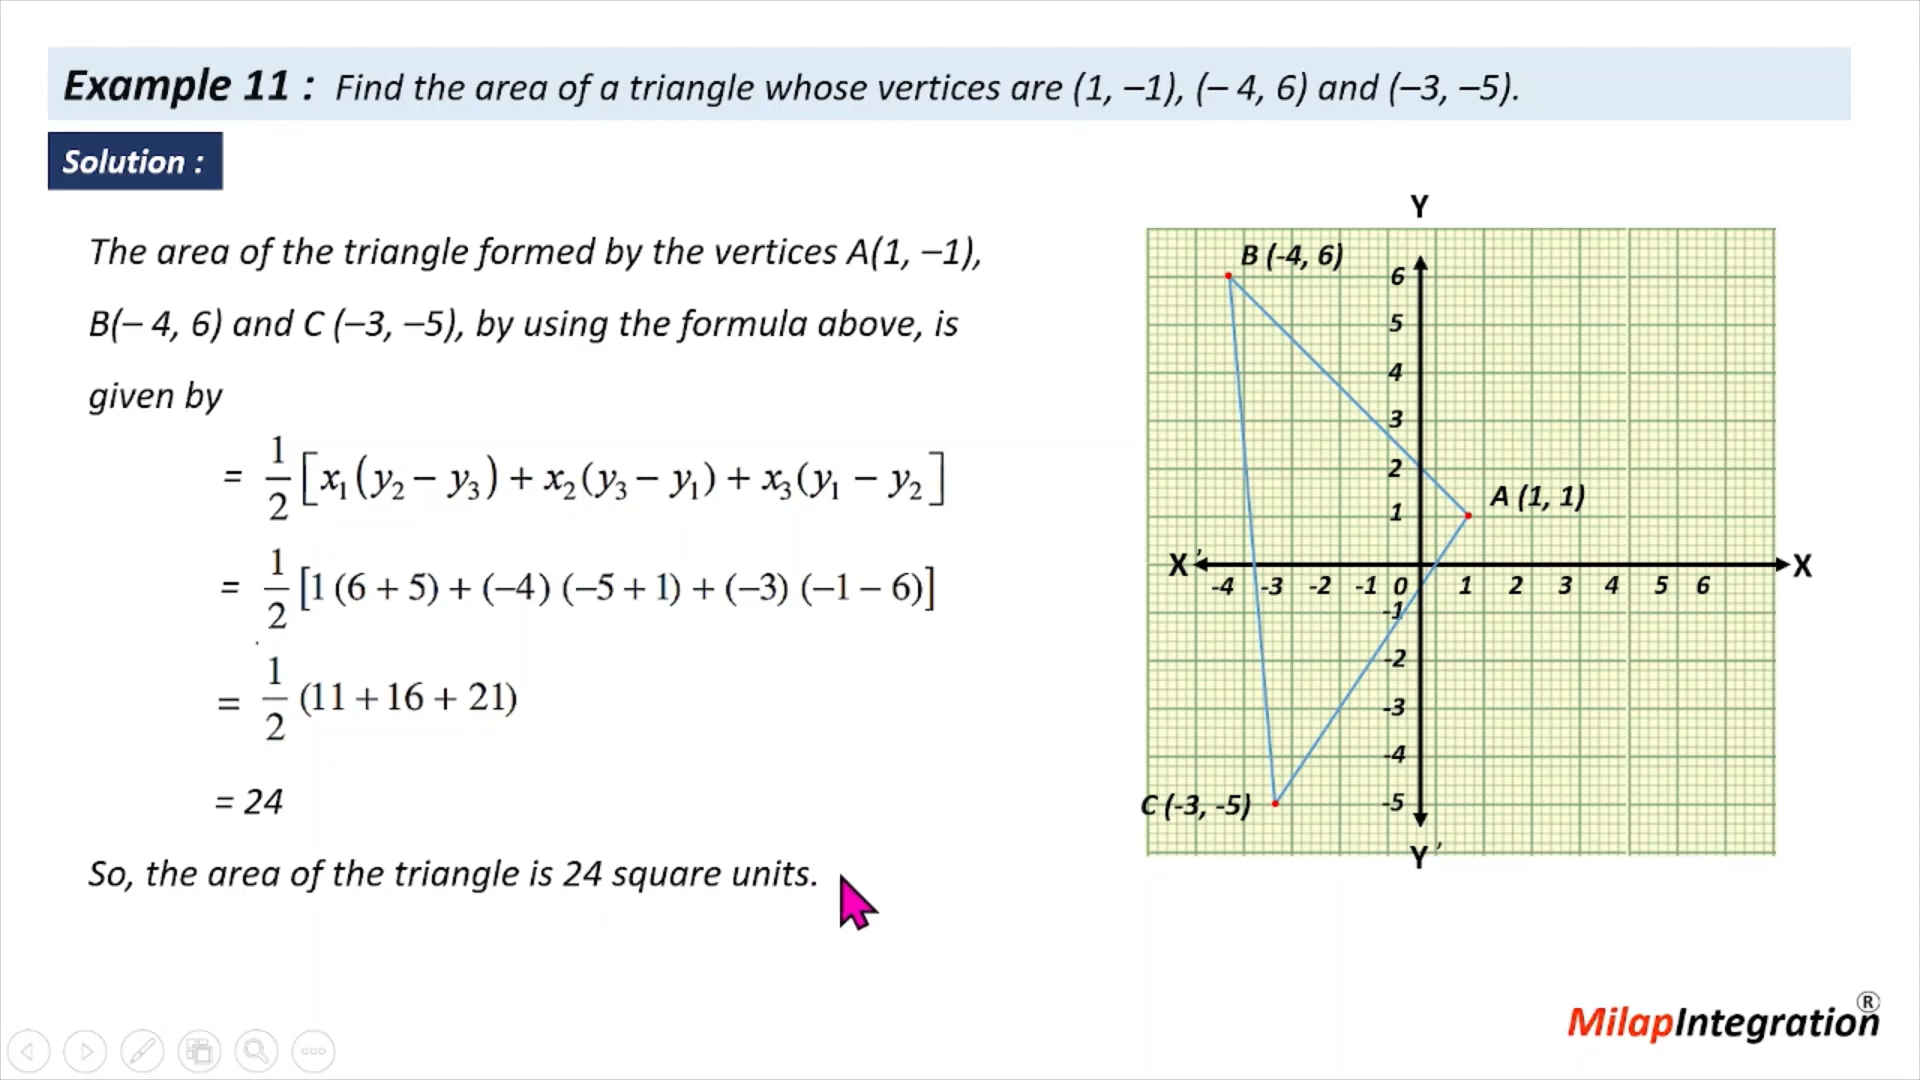 Example 11 : Find the area of a triangle whose vertices are (1, –1), (– 4, 6) and (–3, –5).
Solution :
The area of the triangle formed by the vertices A(1, –1),
B(– 4, 6) and C (–3, –5), by using the formula above, is
given by
= 1/2 [x₁(y₂ – y₃) + x₂(y₃ – y₁) + x₃(y₁ – y₂]
= 1/2 [1 (6 + 5) + (–4) (–5 + 1) + (–3) (–1 – 6)]
= 1/2 (11 + 16 + 21)
= 24
So, the area of the triangle is 24 square units.
Y
B (-4, 6)
6
5
4
3
2
A (1, 1)
1
X′ X
-4 -3 -2 -1 0 1 2 3 4 5 6
-1
-2
-3
-4
C (-3, -5) -5
Y′
MilapIntegration®